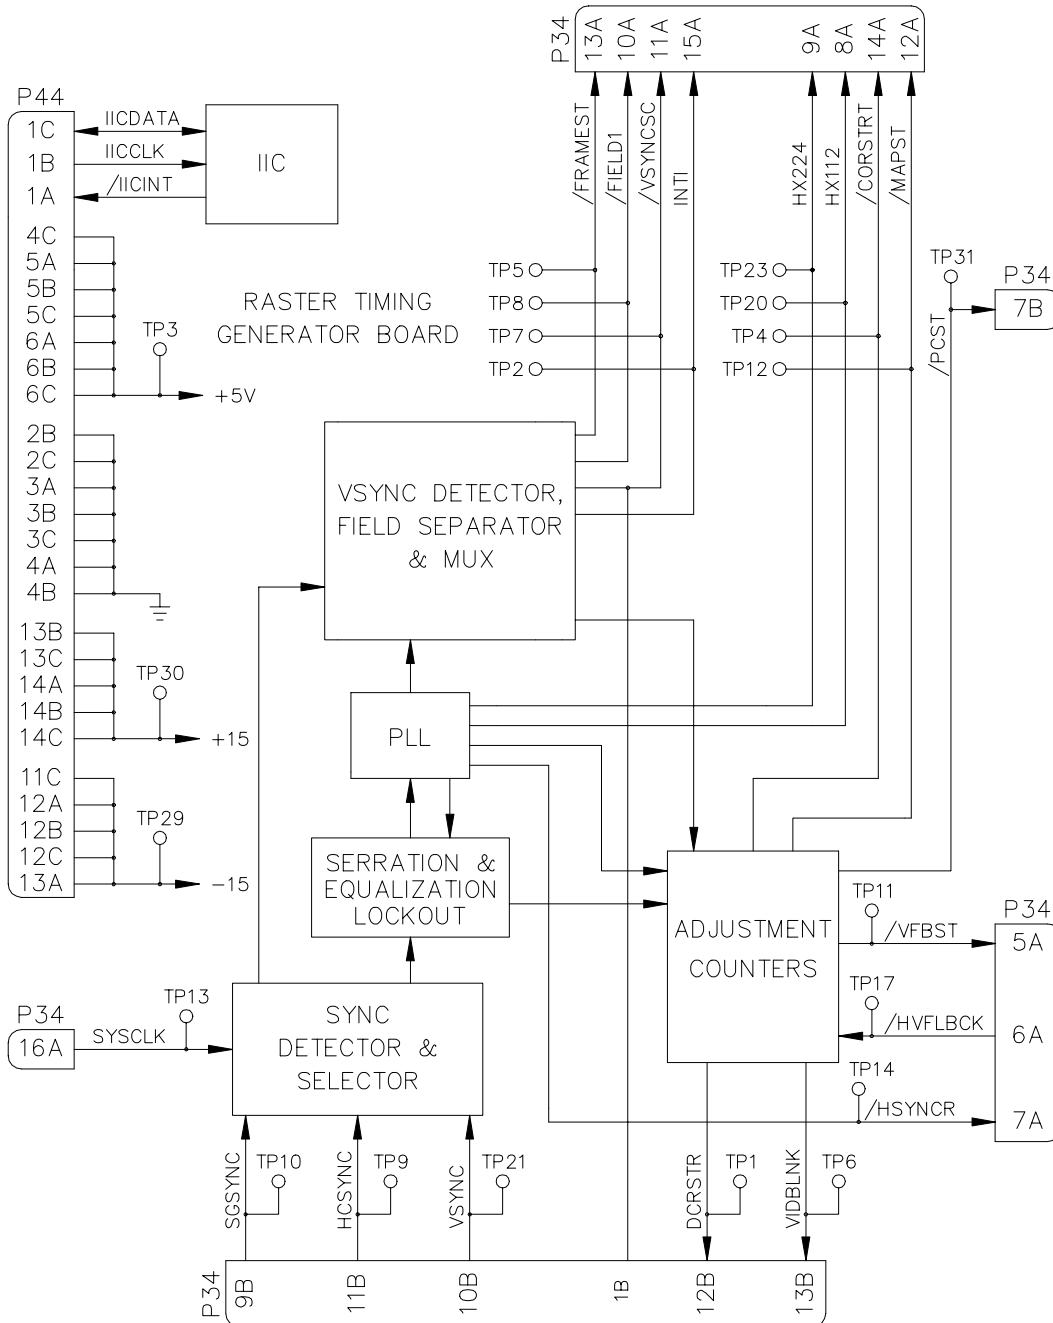 P34
13A
10A
11A
15A
9A
8A
14A
12A
/FRAMEST
/FIELD1
/VSYNCSC
INTI
HX224
HX112
/CORSTRT
/MAPST
P44
1C
1B
1A
IICDATA
IICCLK
/IICINT
IIC
4C
5A
5B
5C
6A
6B
6C
TP3
+5V
RASTER TIMING
GENERATOR BOARD
TP5
TP8
TP7
TP2
TP23
TP20
TP4
TP12
TP31
/PCST
P34
7B
2B
2C
3A
3B
3C
4A
4B
VSYNC DETECTOR,
FIELD SEPARATOR
& MUX
13B
13C
14A
14B
14C
TP30
+15
PLL
11C
12A
12B
12C
13A
TP29
-15
SERRATION &
EQUALIZATION
LOCKOUT
ADJUSTMENT
COUNTERS
TP11
/VFBST
P34
5A
TP17
/HVFLBCK
6A
TP14
/HSYNCR
7A
P34
16A
SYSCLK
TP13
SYNC
DETECTOR &
SELECTOR
SGSYNC
TP10
HCSYNC
TP9
VSYNC
TP21
DCRSTR
TP1
VIDBLNK
TP6
P34
9B
11B
10B
1B
12B
13B